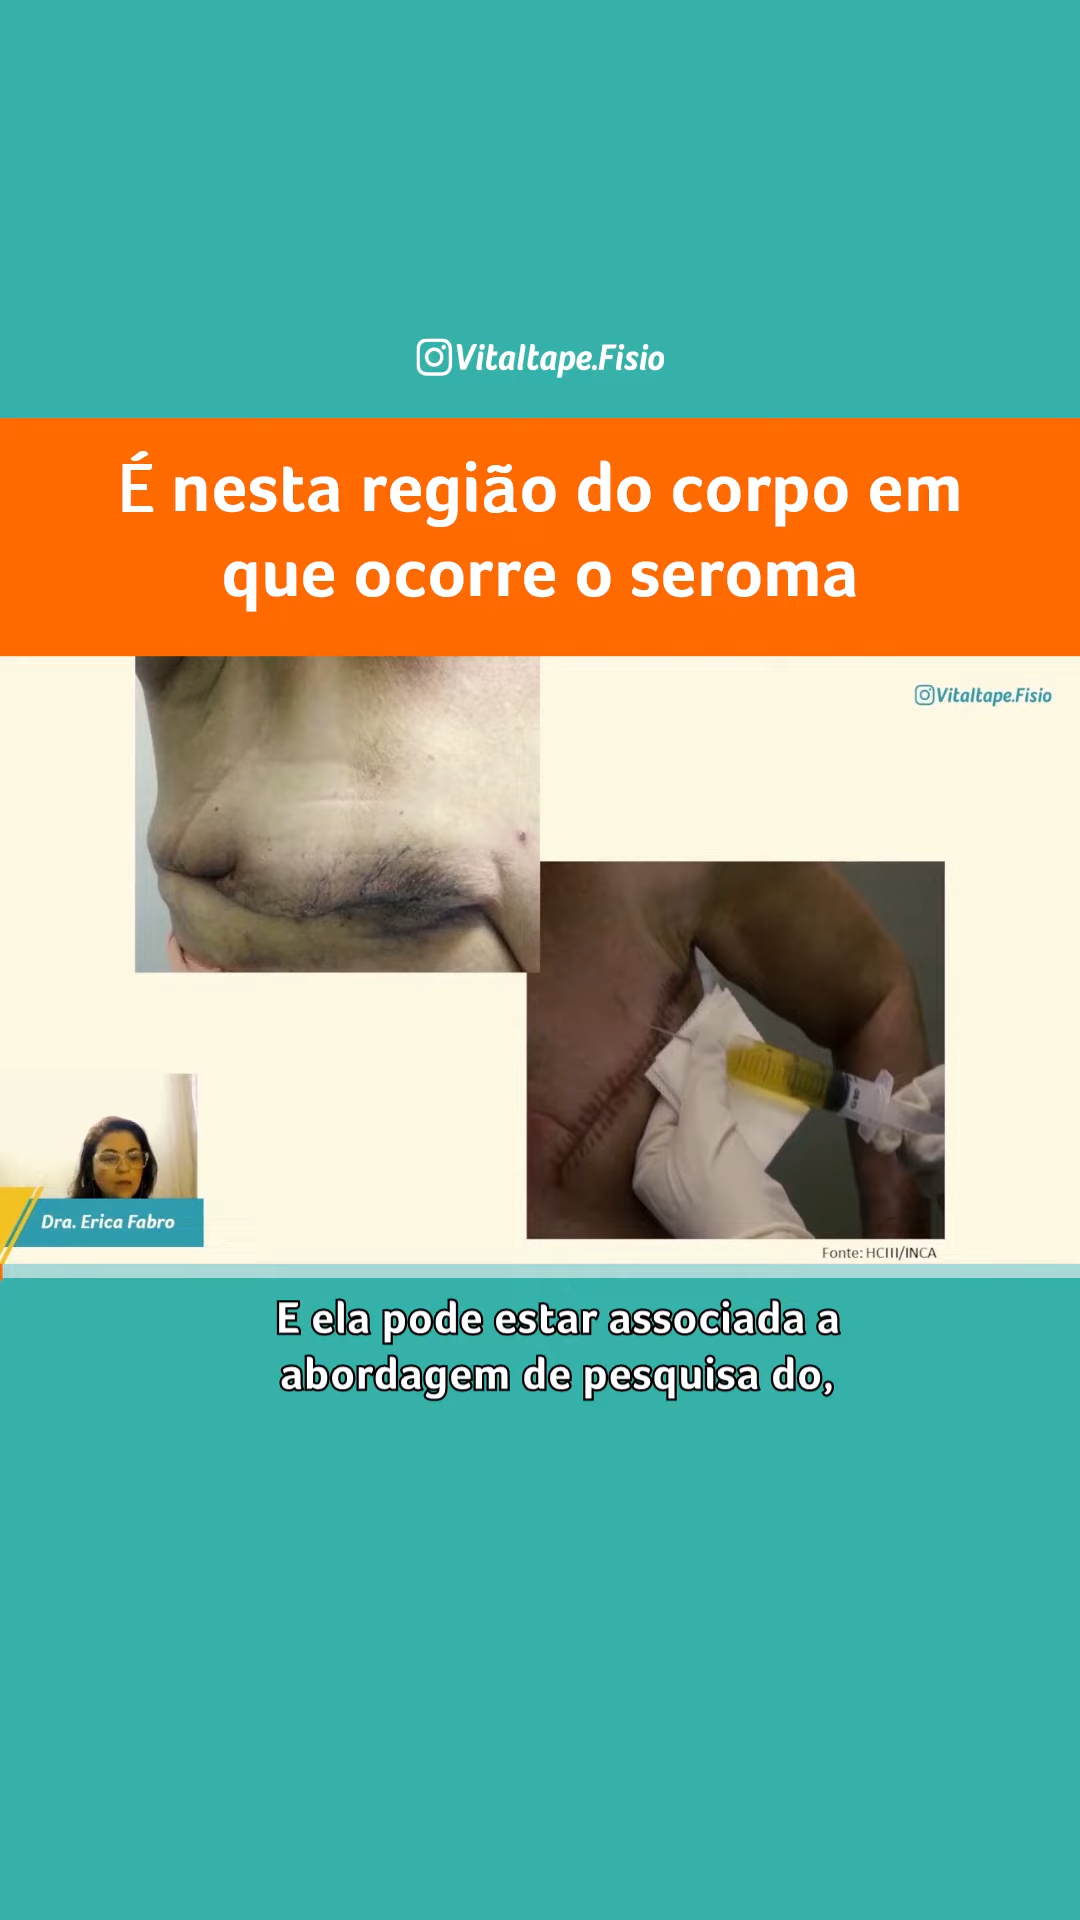 Vitaltape.Fisio
É nesta região do corpo em
que ocorre o seroma
Vitaltape.Fisio
Dra. Erica Fabro
Fonte: HCIII/INCA
E ela pode estar associada a
abordagem de pesquisa do,